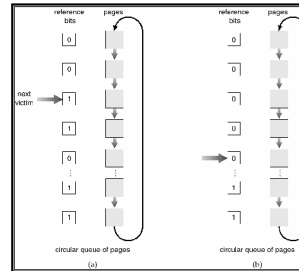 reference bits
pages
0
0
next victim
1
1
0
1
1
circular queue of pages
(a)
reference bits
pages
0
0
0
0
0
1
1
circular queue of pages
(b)